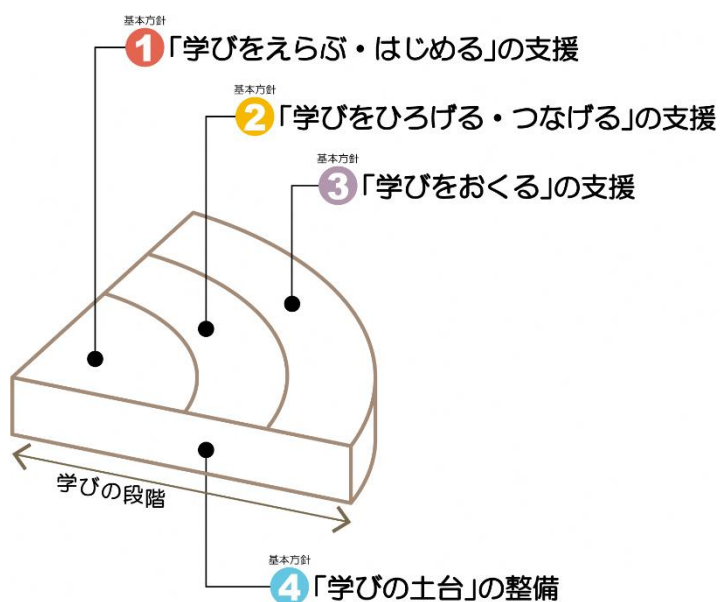 基本方針
1「学びをえらぶ・はじめる」の支援
基本方針
2「学びをひろげる・つなげる」の支援
基本方針
3「学びをおくる」の支援
学びの段階
基本方針
4「学びの土台」の整備